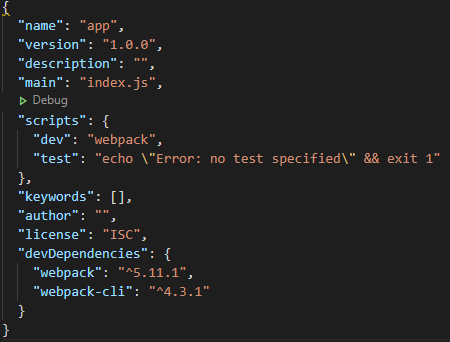 {
"name": "app",
"version": "1.0.0",
"description": "",
"main": "index.js",
Debug
"scripts": {
"dev": "webpack",
"test": "echo \"Error: no test specified\" && exit 1"
},
"keywords": [],
"author": "",
"license": "ISC",
"devDependencies": {
"webpack": "^5.11.1",
"webpack-cli": "^4.3.1"
}
}